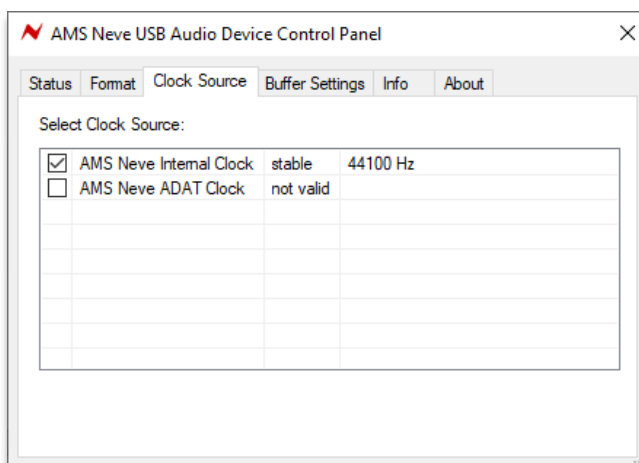 AMS Neve USB Audio Device Control Panel
Status Format Clock Source Buffer Settings Info About
Select Clock Source:
AMS Neve Internal Clock stable 44100 Hz
AMS Neve ADAT Clock not valid